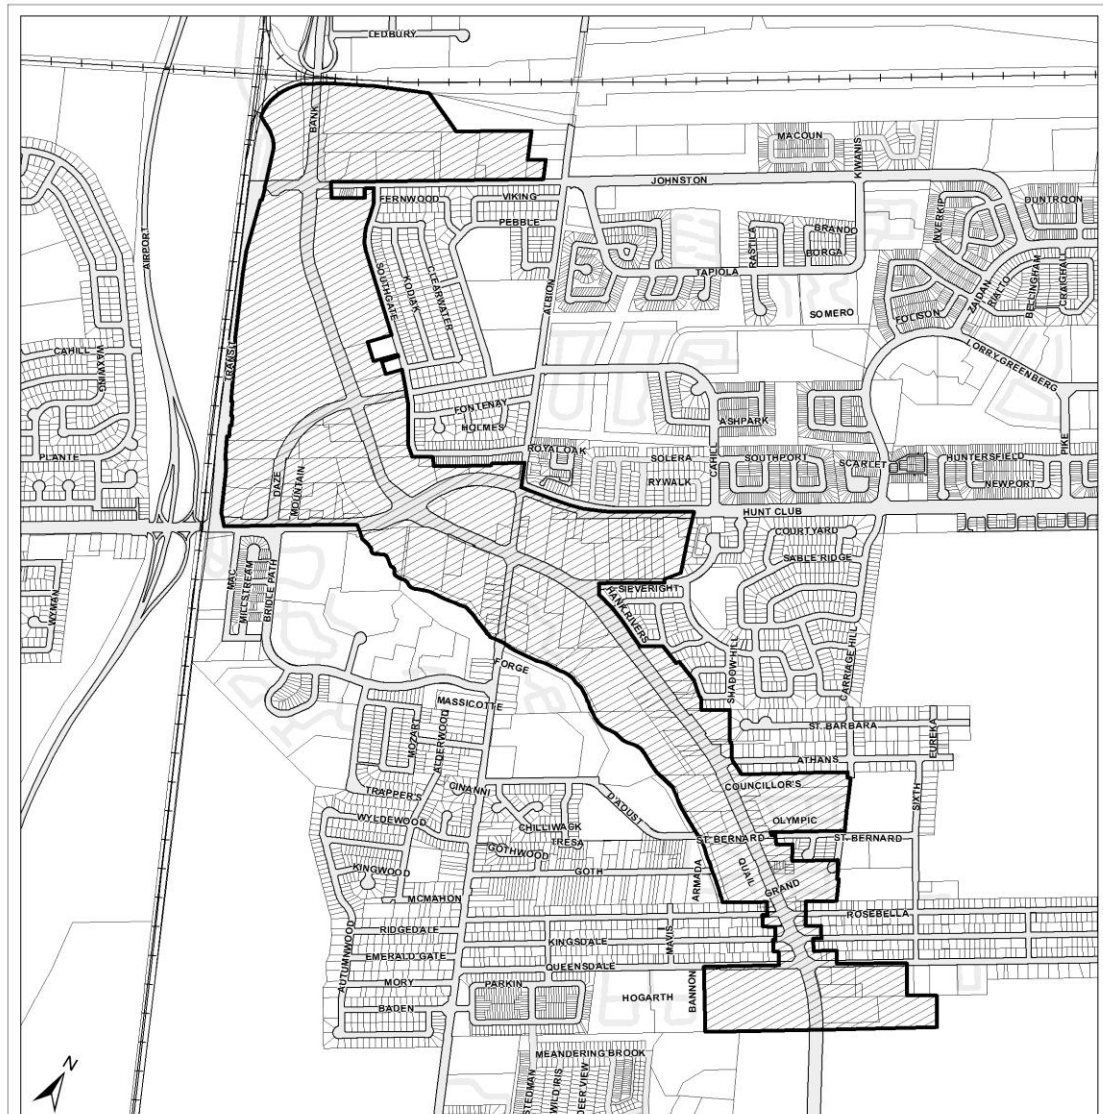 LEDBURY
BANK
MACOUN
KIWANIS
JOHNSTON
FERNWOOD
VIKING
PEBBLE
DUNTROON
INVERKIP
AIRPORT
RASTILA
BRANDO
BORGA
TAPIOLA
SOUTHGATE
KODIAK
CLEARWATER
ALBION
ZAIDAN
RIALTO
BELLINGHAM
CRAIGHALL
SOMERO
FOLISON
CAHILL
WAXWING
TRANSIT
LORRY GREENBERG
FONTENAY
HOLMES
ASHPARK
ROYAL OAK
SOLERA
CAHILL
SOUTHPORT
SCARLET
HUNTERSFIELD
PIKE
PLANTE
DAZE
MOUNTAIN
RYWALK
NEWPORT
HUNT CLUB
COURTYARD
SABLE RIDGE
MAC
MILLSTREAM
BRIDLE PATH
WYMAN
SIEVERIGHT
HANK RIVERS
SHADOW HILL
CARRIAGE HILL
FORGE
MASSICOTTE
MOZART
ALDERWOOD
ST. BARBARA
EUREKA
ATHANS
TRAPPER'S
GINANNI
D'AOUST
COUNCILLOR'S
SIXTH
WYLDEWOOD
CHILLIWACK
TRESA
OLYMPIC
ST. BERNARD
ST. BERNARD
GOTHWOOD
KINGWOOD
GOTH
ARMADA
QUAIL
GRAND
MCMAHON
ROSEBELLA
AUTUMNWOOD
RIDGEDALE
MAVIS
KINGSDALE
EMERALD GATE
QUEENSDALE
MORY
PARKIN
HOGARTH
BANNON
BADEN
MEANDERING BROOK
STEDMAN
WILD IRIS
DEER VIEW
N